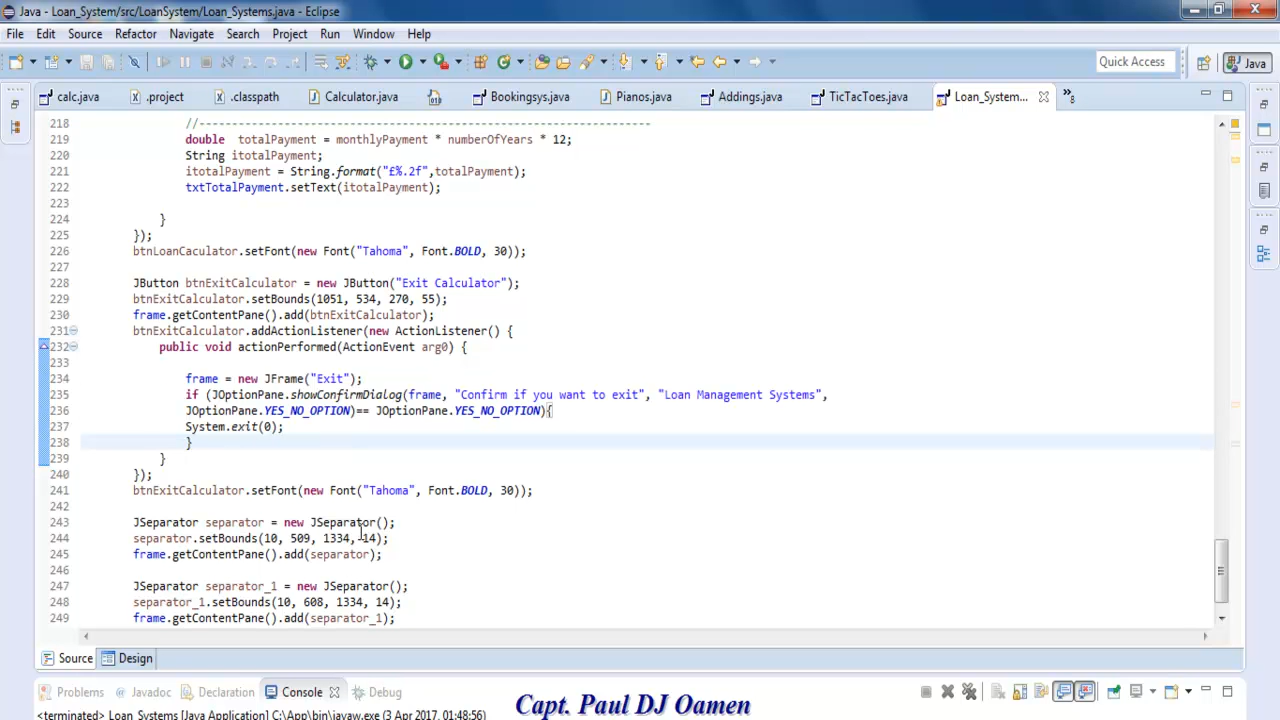 Java - Loan_System/src/LoanSystem/Loan_Systems.java - Eclipse
File Edit Source Refactor Navigate Search Project Run Window Help
Quick Access Java
calc.java .project .classpath Calculator.java Bookingsys.java Pianos.java Addings.java TicTacToes.java Loan_System... »8
218 //---------------------------------------------------------------------
219 double  totalPayment = monthlyPayment * numberOfYears * 12;
220 String itotalPayment;
221 itotalPayment = String.format("£%.2f",totalPayment);
222 txtTotalPayment.setText(itotalPayment);
223
224 }
225 });
226 btnLoanCaculator.setFont(new Font("Tahoma", Font.BOLD, 30));
227
228 JButton btnExitCalculator = new JButton("Exit Calculator");
229 btnExitCalculator.setBounds(1051, 534, 270, 55);
230 frame.getContentPane().add(btnExitCalculator);
231 btnExitCalculator.addActionListener(new ActionListener() {
232 public void actionPerformed(ActionEvent arg0) {
233
234 frame = new JFrame("Exit");
235 if (JOptionPane.showConfirmDialog(frame, "Confirm if you want to exit", "Loan Management Systems",
236 JOptionPane.YES_NO_OPTION)== JOptionPane.YES_NO_OPTION){
237 System.exit(0);
238 }
239 }
240 });
241 btnExitCalculator.setFont(new Font("Tahoma", Font.BOLD, 30));
242
243 JSeparator separator = new JSeparator();
244 separator.setBounds(10, 509, 1334, 14);
245 frame.getContentPane().add(separator);
246
247 JSeparator separator_1 = new JSeparator();
248 separator_1.setBounds(10, 608, 1334, 14);
249 frame.getContentPane().add(separator_1);
Source Design
Problems Javadoc Declaration Console Debug
Capt. Paul DJ Oamen
<terminated> Loan_Systems [Java Application] C:\App\bin\javaw.exe (3 Apr 2017, 01:48:56)